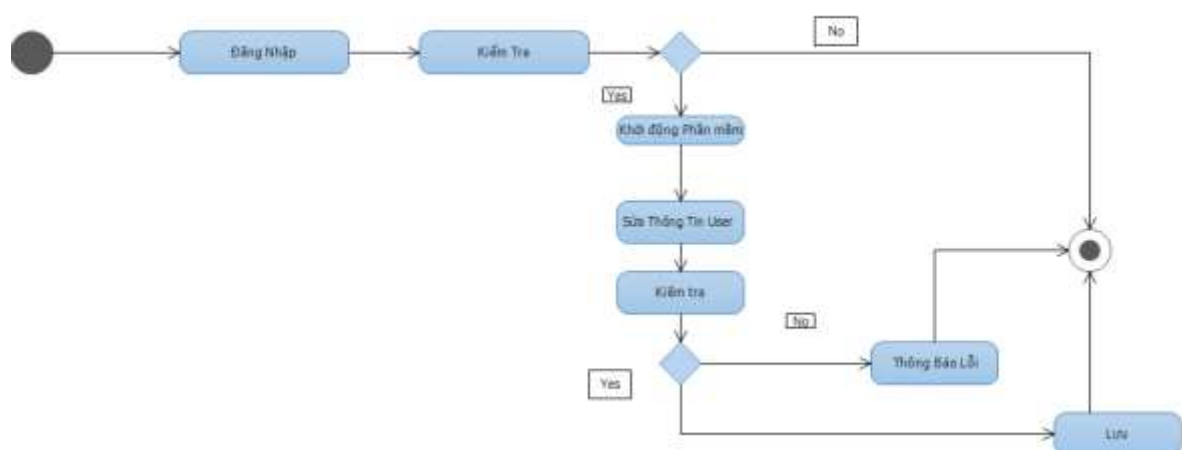 No
Đăng Nhập
Kiểm Tra
Yes
Khởi động Phần mềm
Sửa Thông Tin User
Kiểm tra
No
Thông Báo Lỗi
Yes
Lưu